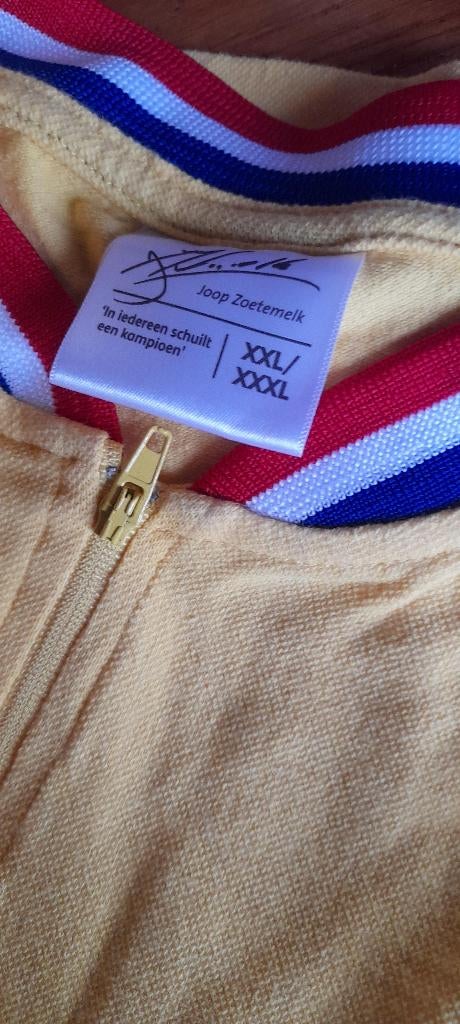 Joop Zoetemelk
'In iedereen schuilt
een kampioen'
XXL/
XXXL